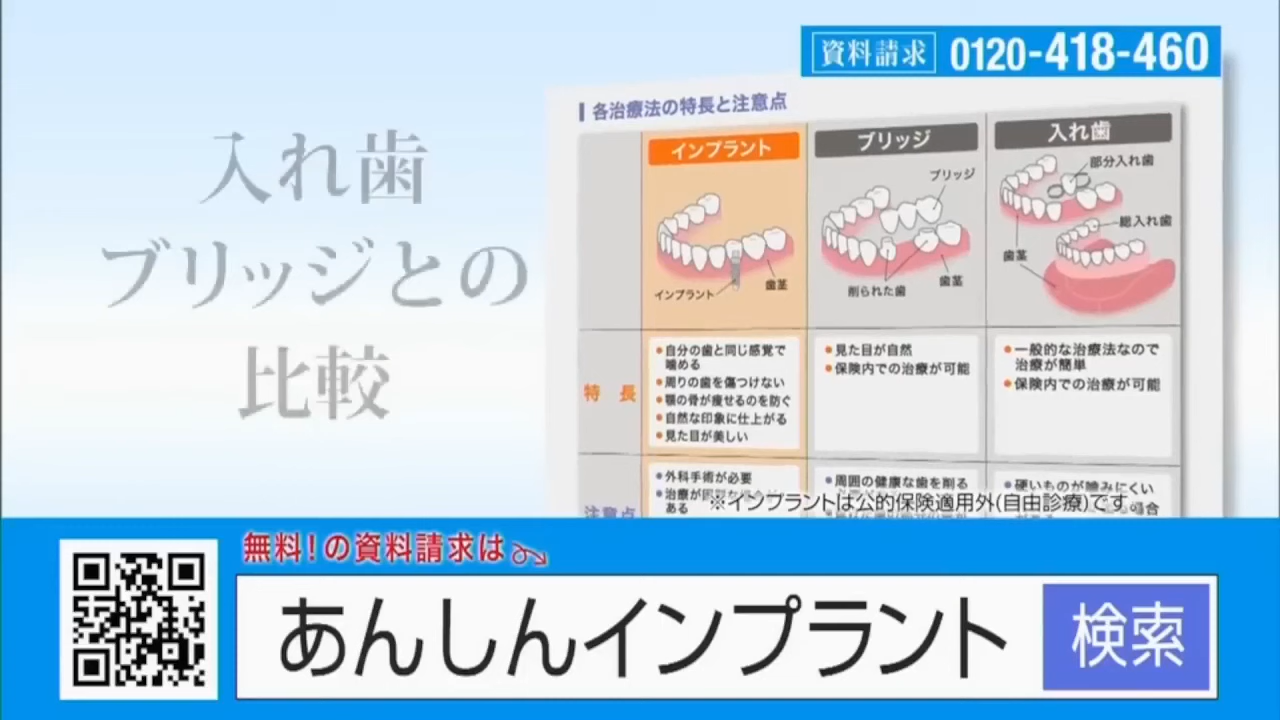 資料請求 0120-418-460
入れ歯
ブリッジとの
比較
各治療法の特長と注意点
インプラント
ブリッジ
入れ歯
インプラント
歯茎
ブリッジ
削られた歯
歯茎
部分入れ歯
総入れ歯
歯茎
特 長
●自分の歯と同じ感覚で
噛める
●周りの歯を傷つけない
●顎の骨が痩せるのを防ぐ
●自然な印象に仕上がる
●見た目が美しい
●見た目が自然
●保険内での治療が可能
●一般的な治療法なので
治療が簡単
●保険内での治療が可能
注意点
●外科手術が必要
●治療が
ある
●周囲の健康な歯を削る
●硬いものが噛みにくい
※インプラントは公的保険適用外(自由診療)です。
無料!の資料請求は
あんしんインプラント 検索